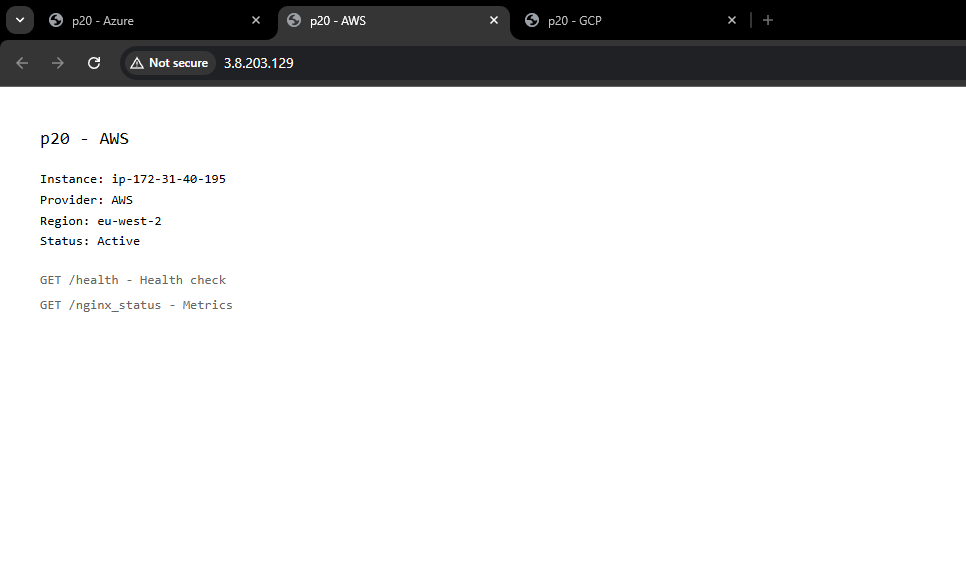 p20 - Azure
p20 - AWS
p20 - GCP
Not secure
3.8.203.129
p20 - AWS
Instance: ip-172-31-40-195
Provider: AWS
Region: eu-west-2
Status: Active
GET /health - Health check
GET /nginx_status - Metrics